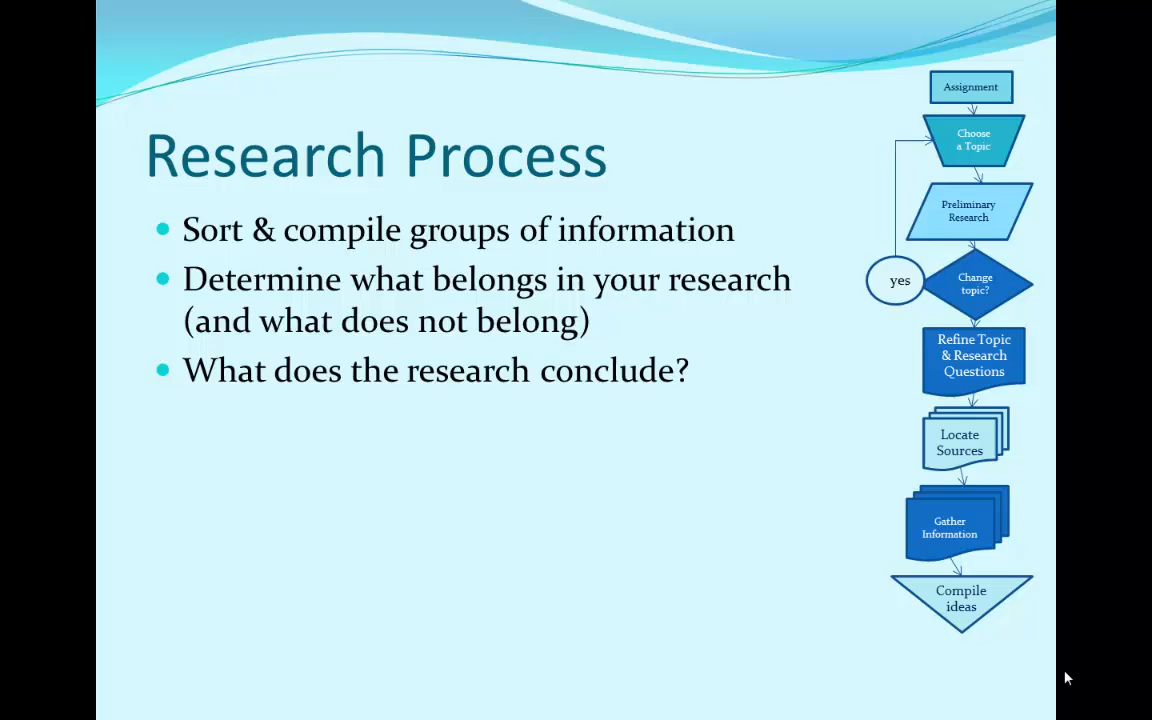 Research Process
Sort & compile groups of information
Determine what belongs in your research
(and what does not belong)
What does the research conclude?
Assignment
Choose
a Topic
Preliminary
Research
Change
topic?
yes
Refine Topic
& Research
Questions
Locate
Sources
Gather
Information
Compile
ideas